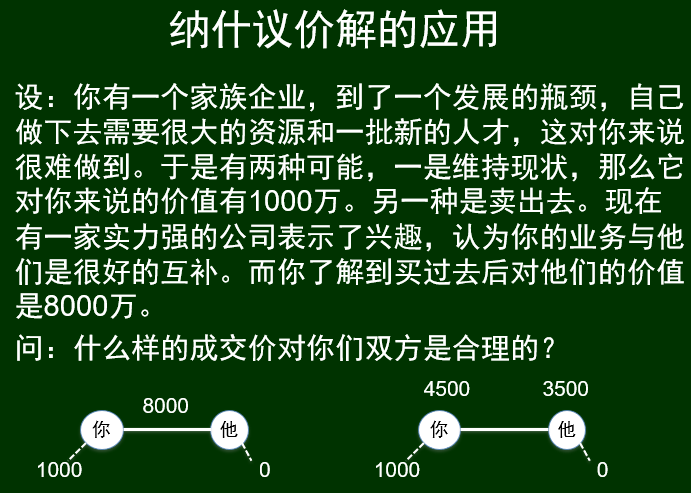 纳什议价解的应用
设：你有一个家族企业，到了一个发展的瓶颈，自己
做下去需要很大的资源和一批新的人才，这对你来说
很难做到。于是有两种可能，一是维持现状，那么它
对你来说的价值有1000万。另一种是卖出去。现在
有一家实力强的公司表示了兴趣，认为你的业务与他
们是很好的互补。而你了解到买过去后对他们的价值
是8000万。
问：什么样的成交价对你们双方是合理的？
8000
你
他
1000
0
4500
3500
你
他
1000
0